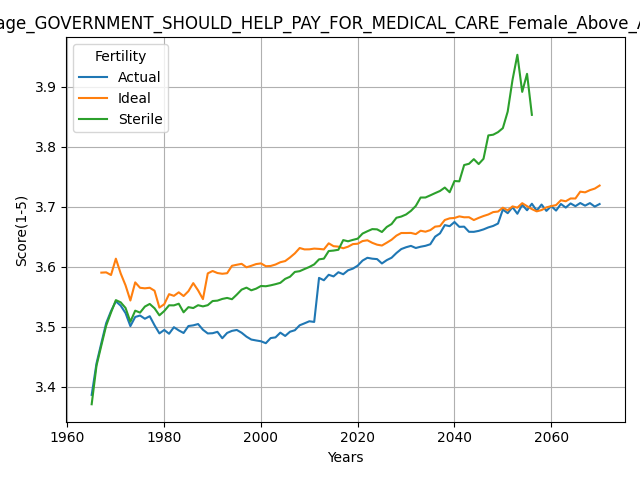 age_GOVERNMENT_SHOULD_HELP_PAY_FOR_MEDICAL_CARE_Female_Above_A
Fertility
Actual
Ideal
Sterile
Score(1-5)
3.9
3.8
3.7
3.6
3.5
3.4
1960 1980 2000 2020 2040 2060
Years